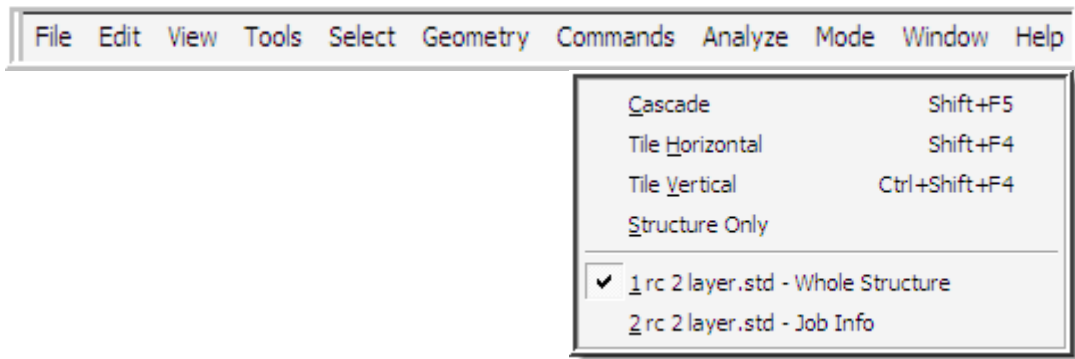 File Edit View Tools Select Geometry Commands Analyze Mode Window Help
Cascade Shift+F5
Tile Horizontal Shift+F4
Tile Vertical Ctrl+Shift+F4
Structure Only
1 rc 2 layer.std - Whole Structure
2 rc 2 layer.std - Job Info